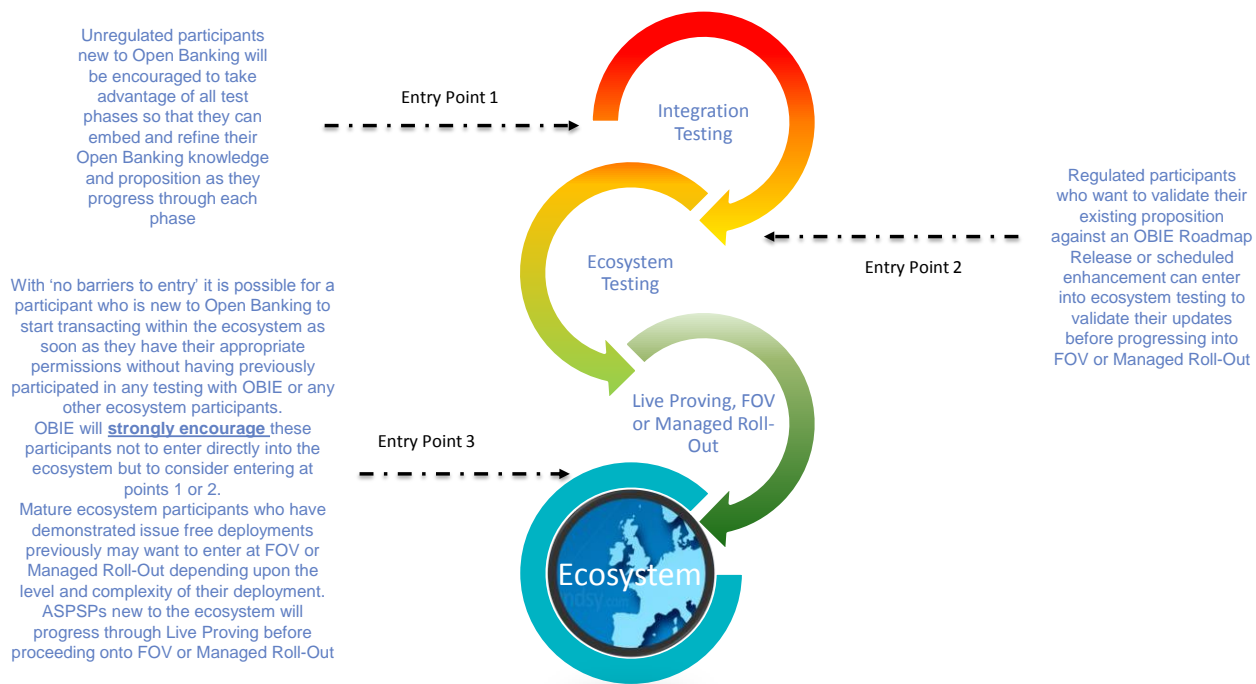 Unregulated participants
new to Open Banking will
be encouraged to take
advantage of all test
phases so that they can
embed and refine their
Open Banking knowledge
and proposition as they
progress through each
phase
Entry Point 1
Integration
Testing
Regulated participants
who want to validate their
existing proposition
against an OBIE Roadmap
Release or scheduled
enhancement can enter
into ecosystem testing to
validate their updates
before progressing into
FOV or Managed Roll-Out
Entry Point 2
Ecosystem
Testing
With ‘no barriers to entry’ it is possible for a
participant who is new to Open Banking to
start transacting within the ecosystem as
soon as they have their appropriate
permissions without having previously
participated in any testing with OBIE or any
other ecosystem participants.
OBIE will strongly encourage these
participants not to enter directly into the
ecosystem but to consider entering at
points 1 or 2.
Mature ecosystem participants who have
demonstrated issue free deployments
previously may want to enter at FOV or
Managed Roll-Out depending upon the
level and complexity of their deployment.
ASPSPs new to the ecosystem will
progress through Live Proving before
proceeding onto FOV or Managed Roll-Out
Live Proving, FOV
or Managed Roll-
Out
Entry Point 3
Ecosystem